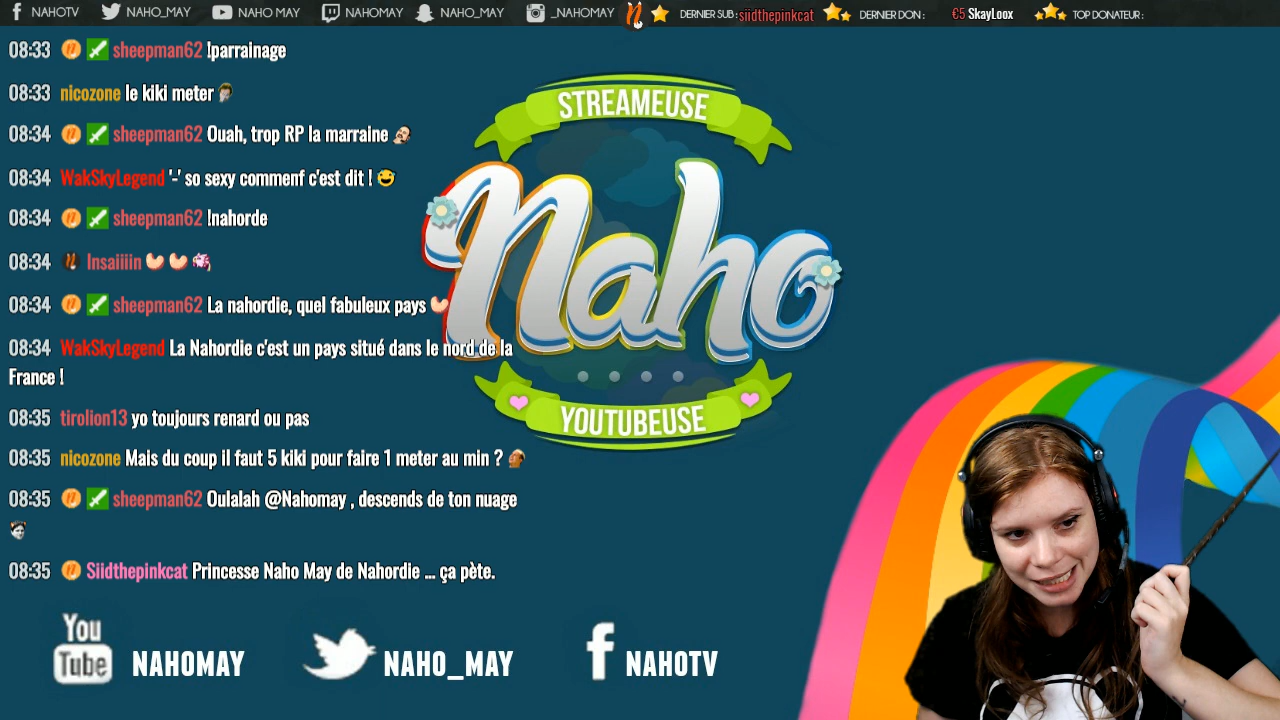 NAHOTV NAHO_MAY NAHO MAY NAHOMAY NAHO_MAY _NAHOMAY DERNIER SUB : siidthepinkcat DERNIER DON : €5 SkayLoox TOP DONATEUR :
08:33 sheepman62 !parrainage
08:33 nicozone le kiki meter
08:34 sheepman62 Ouah, trop RP la marraine
08:34 WakSkyLegend '-' so sexy commenf c'est dit !
08:34 sheepman62 !nahorde
08:34 Insaiiiin
08:34 sheepman62 La nahordie, quel fabuleux pays
08:34 WakSkyLegend La Nahordie c'est un pays situé dans le nord de la
France !
08:35 tirolion13 yo toujours renard ou pas
08:35 nicozone Mais du coup il faut 5 kiki pour faire 1 meter au min ?
08:35 sheepman62 Oulalah @Nahomay , descends de ton nuage
08:35 Siidthepinkcat Princesse Naho May de Nahordie ... ça pète.
STREAMEUSE
Naho
YOUTUBEUSE
You
Tube NAHOMAY NAHO_MAY NAHOTV